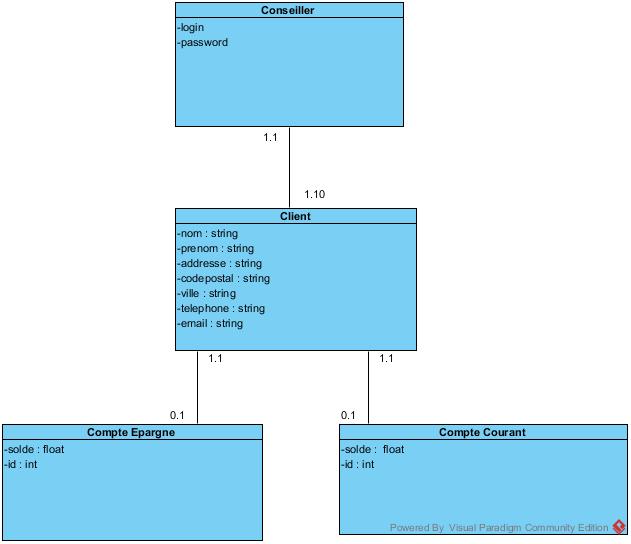 Conseiller
-login
-password
1.1
1.10
Client
-nom : string
-prenom : string
-addresse : string
-codepostal : string
-ville : string
-telephone : string
-email : string
1.1
1.1
0.1
0.1
Compte Epargne
-solde : float
-id : int
Compte Courant
-solde :  float
-id : int
Powered By Visual Paradigm Community Edition